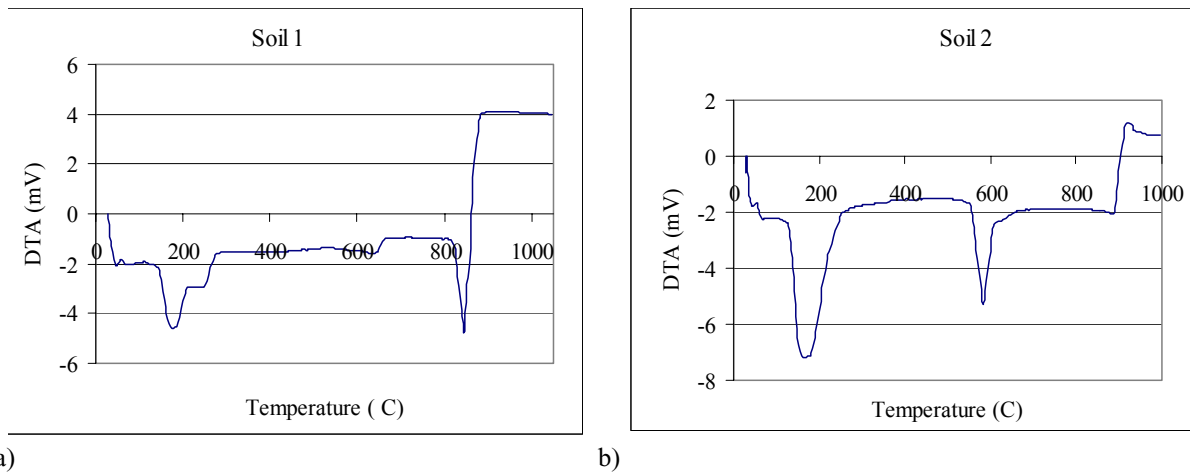 Soil 1
6
4
2
0
-2
-4
-6
0 200 400 600 800 1000
DTA (mV)
Temperature ( C)
a)
Soil 2
2
0
-2
-4
-6
-8
0 200 400 600 800 1000
DTA (mV)
Temperature (C)
b)